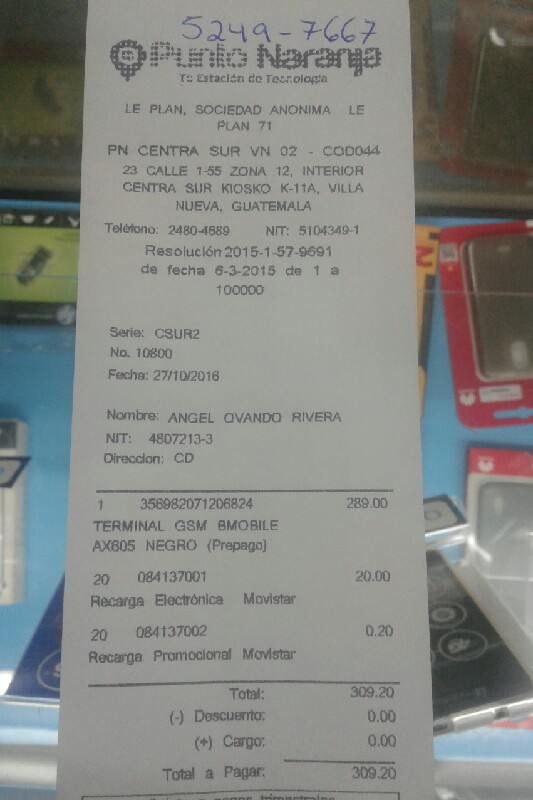 5249-7667
Punto Naranja
Tu Estación de Tecnología
LE PLAN, SOCIEDAD ANONIMA LE
PLAN 71
PN CENTRA SUR VN 02 - COD044
23 CALLE 1-55 ZONA 12, INTERIOR
CENTRA SUR KIOSKO K-11A, VILLA
NUEVA, GUATEMALA
Teléfono: 2480-4689 NIT: 5104349-1
Resolución 2015-1-57-9691
de fecha 6-3-2015 de 1 a
100000
Serie: CSUR2
No. 10800
Fecha: 27/10/2016
Nombre: ANGEL OVANDO RIVERA
NIT: 4807213-3
Direccion: CD
1 356982071206824 289.00
TERMINAL GSM BMOBILE
AX605 NEGRO (Prepago)
20 084137001 20.00
Recarga Electrónica Movistar
20 084137002 0.20
Recarga Promocional Movistar
Total: 309.20
(-) Descuento: 0.00
(+) Cargo: 0.00
Total a Pagar: 309.20
pagos trimestrales